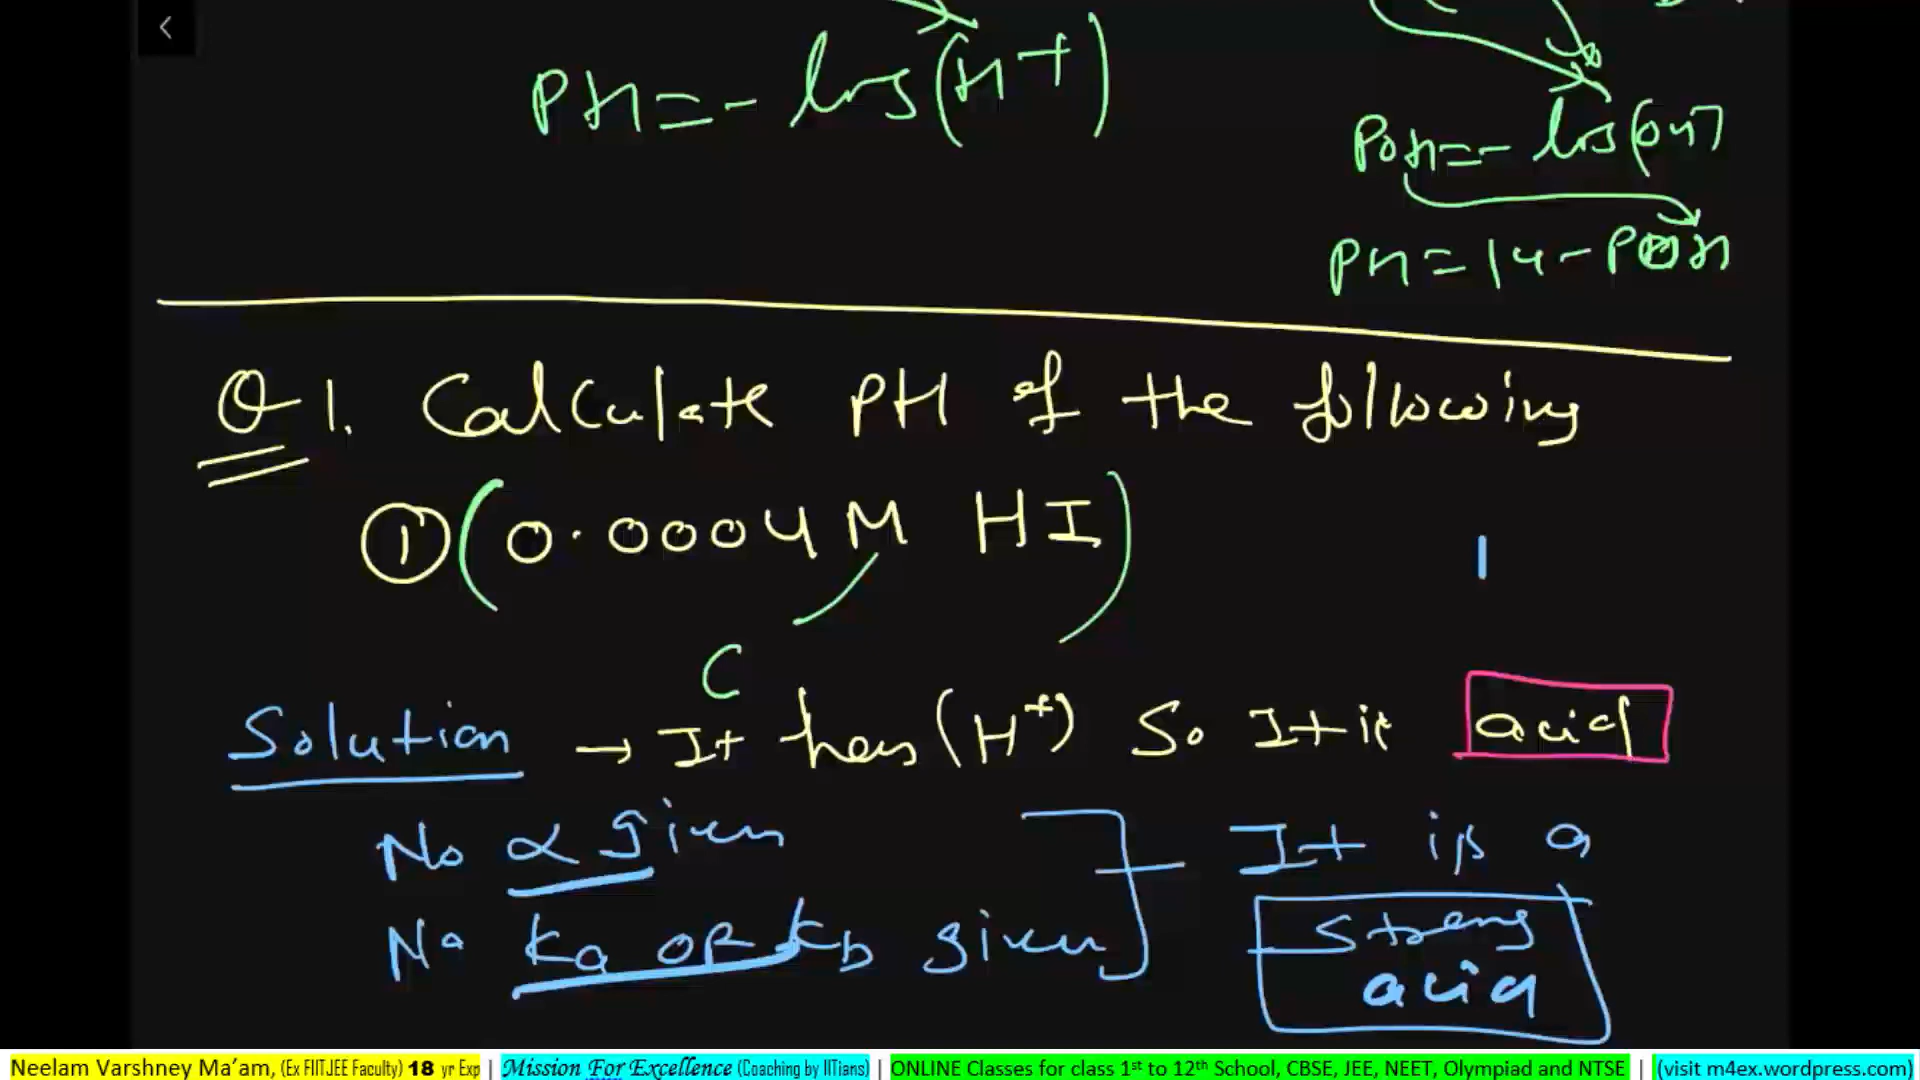 PH=-log(H+)
POH=-log(OH-)
PH=14-POH
Q1. Calculate PH of the following
① (0.0004M HI)
C
Solution → It has (H+) So It is acid
No α given
It is a
No Ka OR Kb given
Strong
acid
Neelam Varshney Ma'am, (Ex FIITJEE Faculty) 18 yr Exp | Mission For Excellence (Coaching by IITians) | ONLINE Classes for class 1st to 12th School, CBSE, JEE, NEET, Olympiad and NTSE | (visit m4ex.wordpress.com)